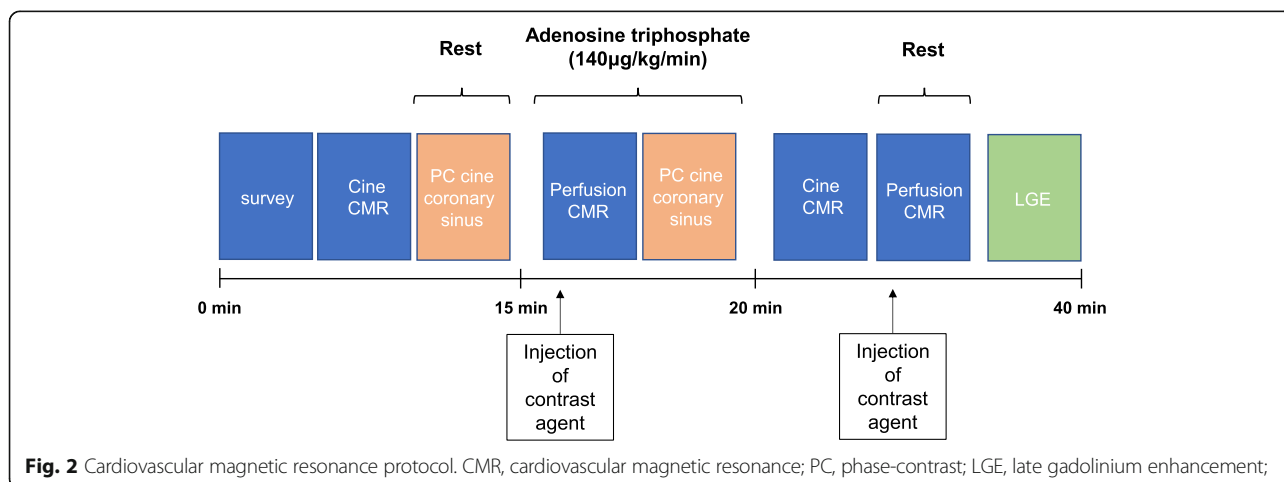 Rest
Adenosine triphosphate
(140µg/kg/min)
Rest
survey
Cine
CMR
PC cine
coronary
sinus
Perfusion
CMR
PC cine
coronary
sinus
Cine
CMR
Perfusion
CMR
LGE
0 min
15 min
20 min
40 min
Injection
of
contrast
agent
Injection
of
contrast
agent
Fig. 2 Cardiovascular magnetic resonance protocol. CMR, cardiovascular magnetic resonance; PC, phase-contrast; LGE, late gadolinium enhancement;